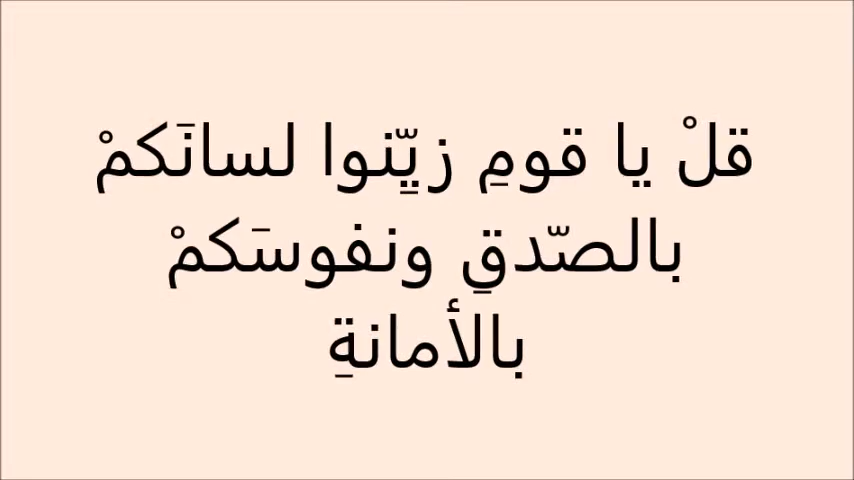 قلْ يا قومِ زيِّنوا لسانَكمْ
بالصّدقِ ونفوسَكمْ
بالأمانةِ